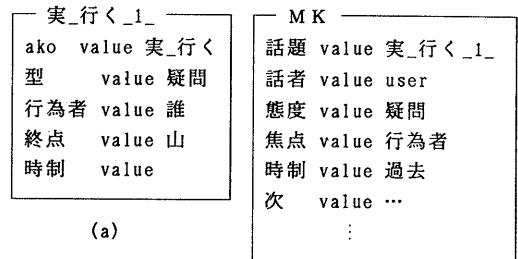 実_行く_1_
ako value 実_行く
型 value 疑問
行為者 value 誰
終点 value 山
時制 value
(a)
MK
話題 value 実_行く_1_
話者 value user
態度 value 疑問
焦点 value 行為者
時制 value 過去
次 value …
⋮